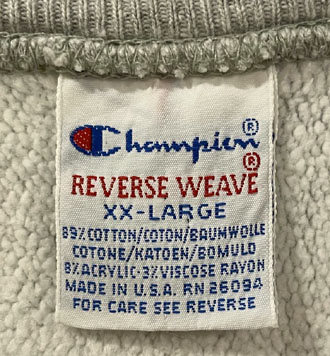 Champion®
REVERSE WEAVE®
XX-LARGE
89% COTTON/COTON/BAUMWOLLE
COTONE/KATOEN/BOMULD
8% ACRYLIC-3% VISCOSE RAYON
MADE IN U.S.A. RN 26094
FOR CARE SEE REVERSE